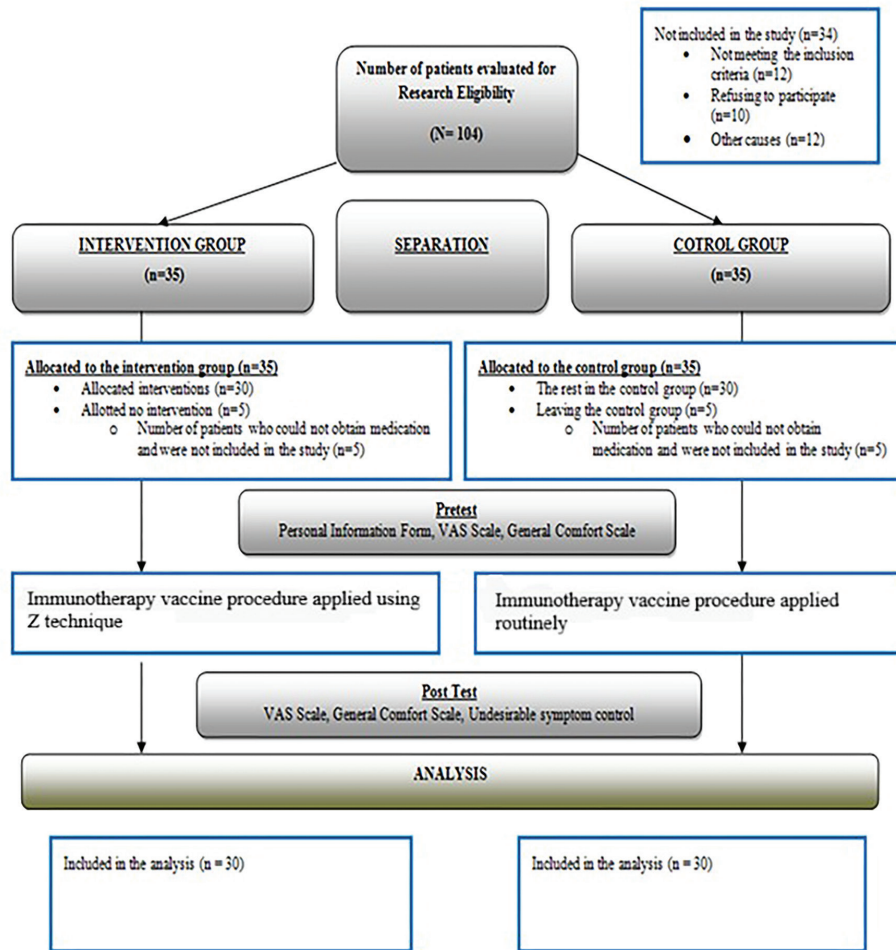 Number of patients evaluated for
Research Eligibility
(N= 104)
Not included in the study (n=34)
• Not meeting the inclusion
criteria (n=12)
• Refusing to participate
(n=10)
• Other causes (n=12)
INTERVENTION GROUP
(n=35)
SEPARATION
COTROL GROUP
(n=35)
Allocated to the intervention group (n=35)
• Allocated interventions (n=30)
• Allotted no intervention (n=5)
o Number of patients who could not obtain medication
and were not included in the study (n=5)
Allocated to the control group (n=35)
• The rest in the control group (n=30)
• Leaving the control group (n=5)
o Number of patients who could not obtain
medication and were not included in the study (n=5)
Pretest
Personal Information Form, VAS Scale, General Comfort Scale
Immunotherapy vaccine procedure applied using
Z technique
Immunotherapy vaccine procedure applied
routinely
Post Test
VAS Scale, General Comfort Scale, Undesirable symptom control
ANALYSIS
Included in the analysis (n = 30)
Included in the analysis (n = 30)